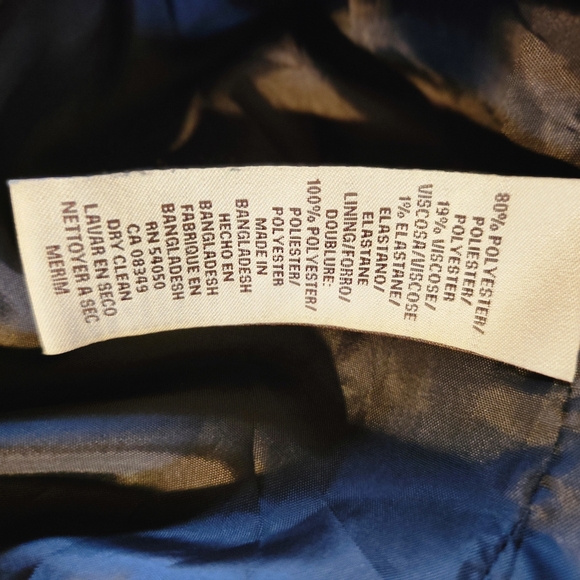 80% POLYESTER/
POLIESTER/
POLYESTER
19% VISCOSE/
VISCOSA/VISCOSE
1% ELASTANE/
ELASTANO/
ELASTANE
LINING/FORRO/
DOUBLURE:
100% POLYESTER/
POLIESTER/
POLYESTER
MADE IN
BANGLADESH
HECHO EN
BANGLADESH
FABRIQUE EN
BANGLADESH
RN 54050
CA 08349
DRY CLEAN
LAVAR EN SECO
NETTOYER A SEC
MERIM